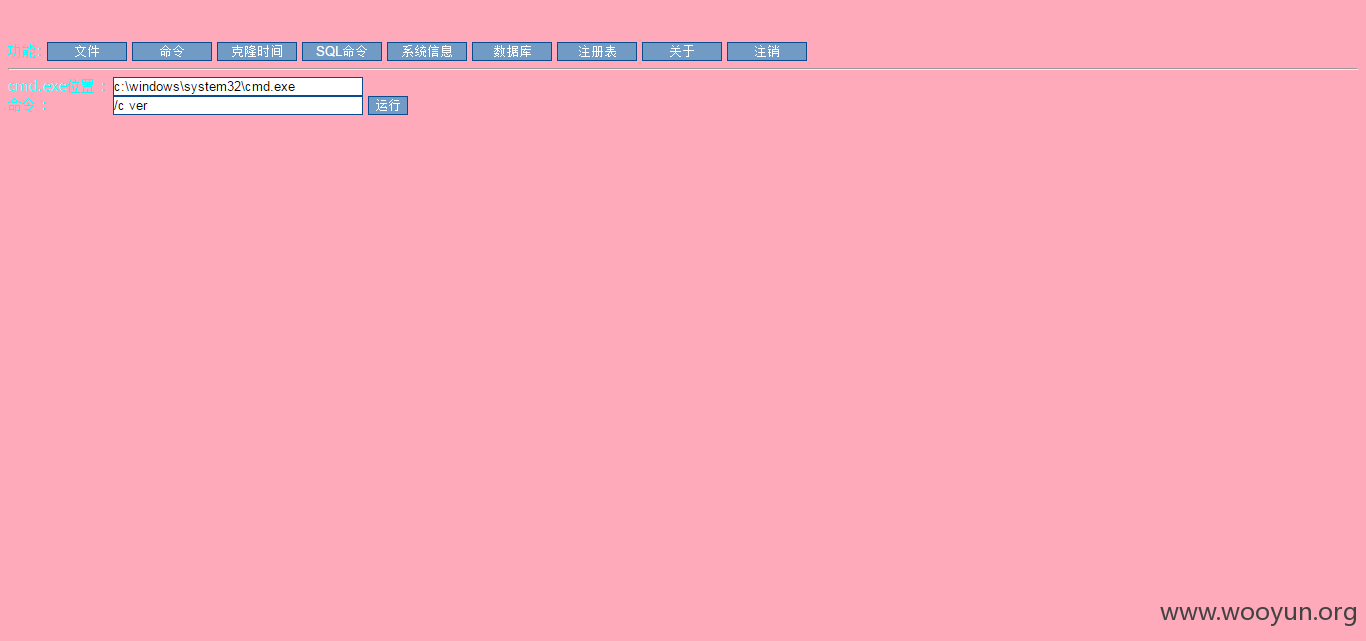 功能: 文件 命令 克隆时间 SQL命令 系统信息 数据库 注册表 关于 注销
cmd.exe位置 : c:\windows\system32\cmd.exe
命令 : /c ver 运行
www.wooyun.org